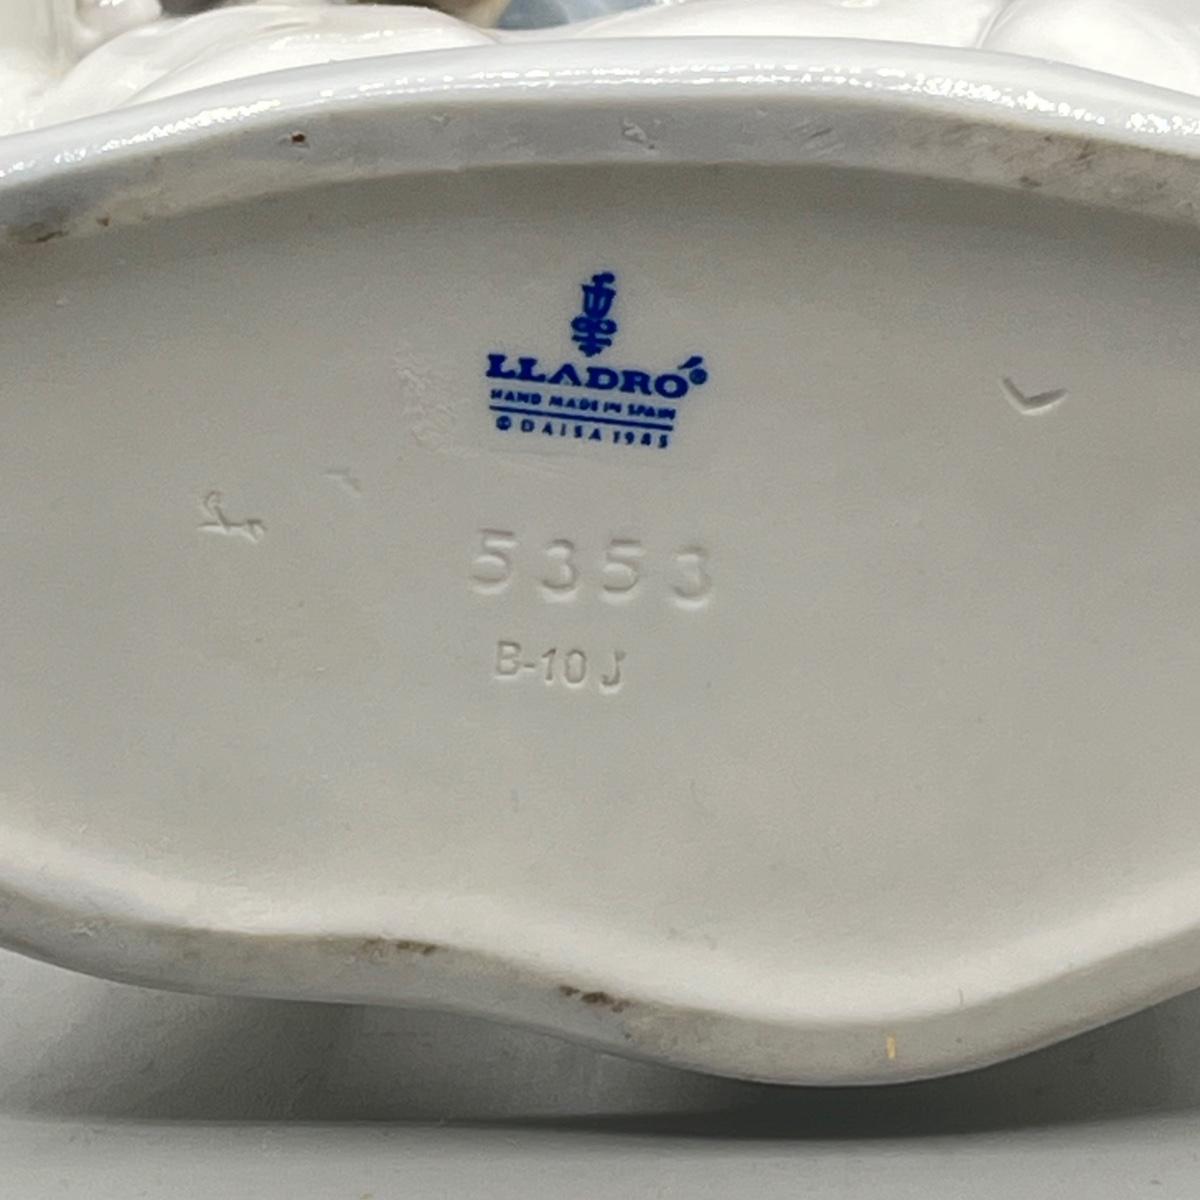 LLADRÓ
HAND MADE IN SPAIN
© DAISA 1985
5353
B-10 J